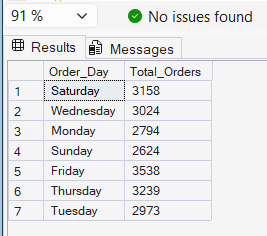 91 % No issues found
Results Messages
Order_Day Total_Orders
1 Saturday 3158
2 Wednesday 3024
3 Monday 2794
4 Sunday 2624
5 Friday 3538
6 Thursday 3239
7 Tuesday 2973